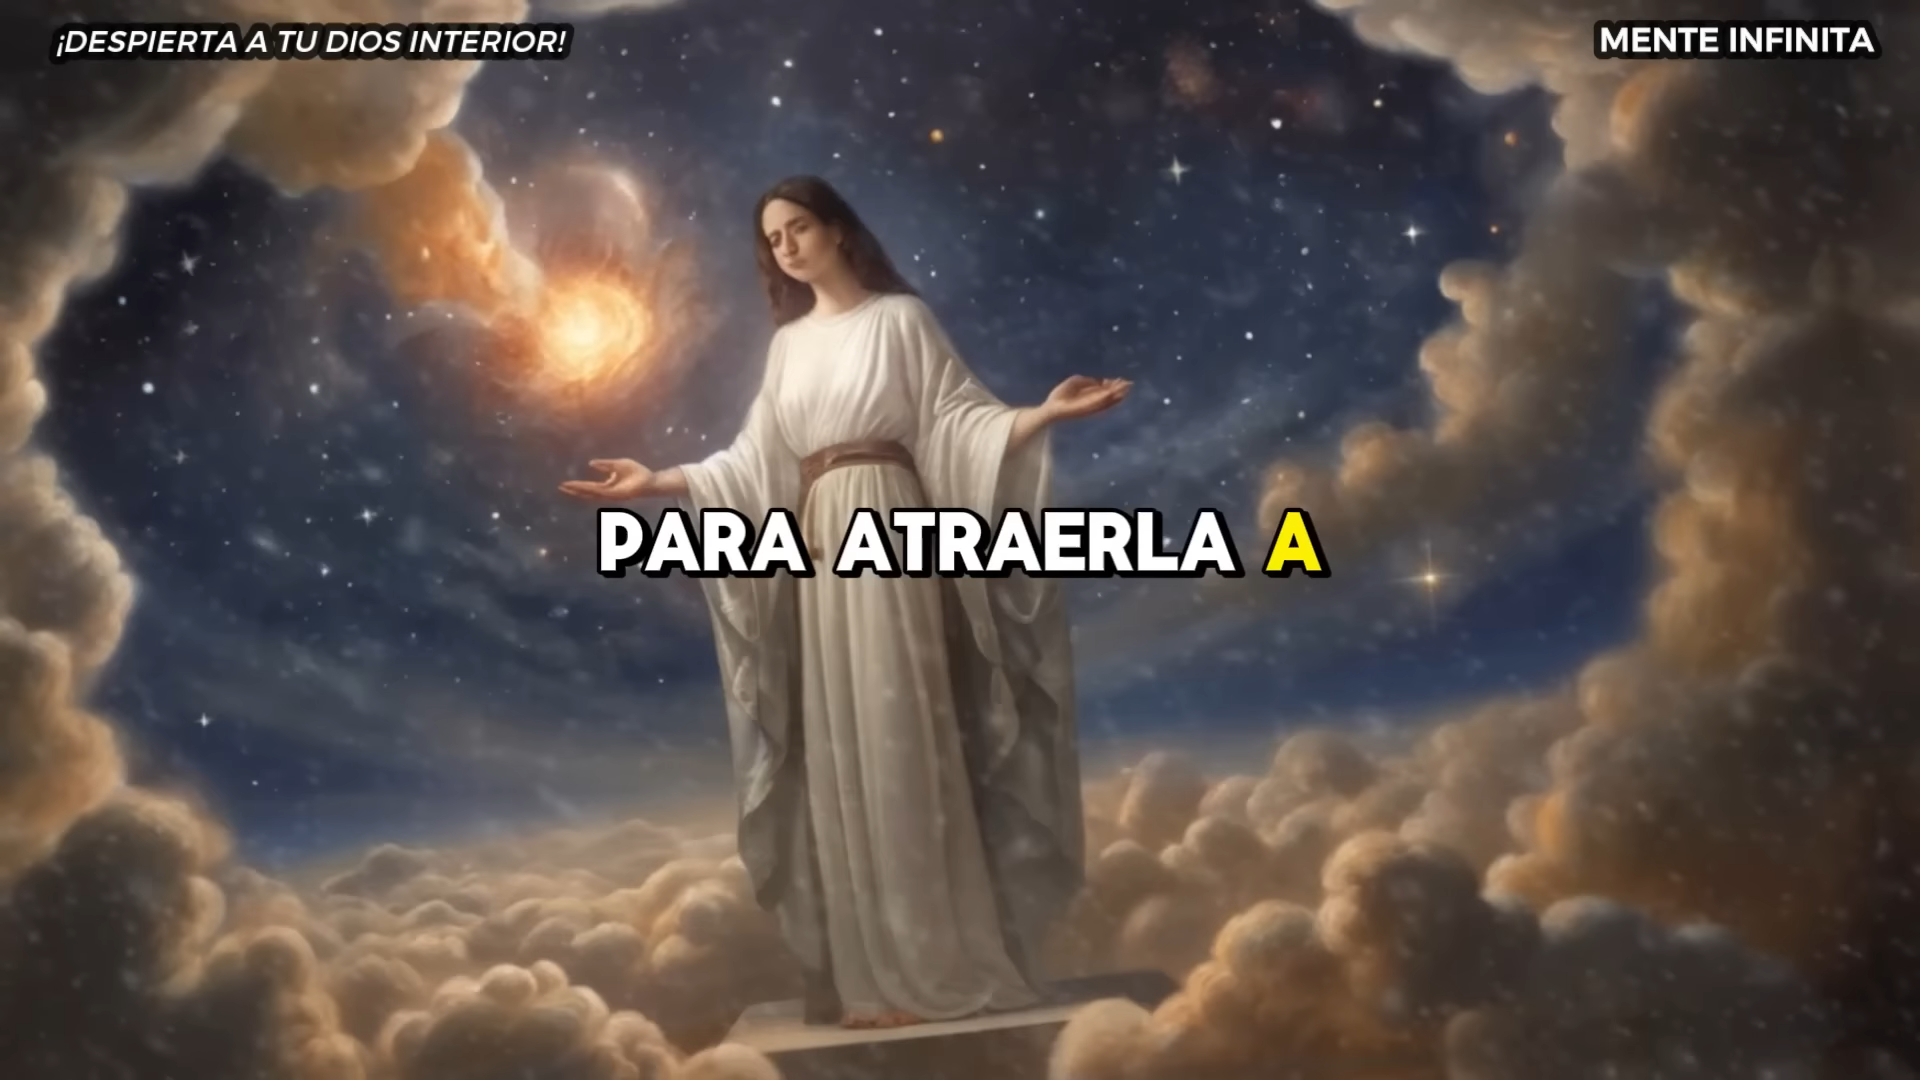 ¡DESPIERTA A TU DIOS INTERIOR!
MENTE INFINITA
PARA ATRAERLA A